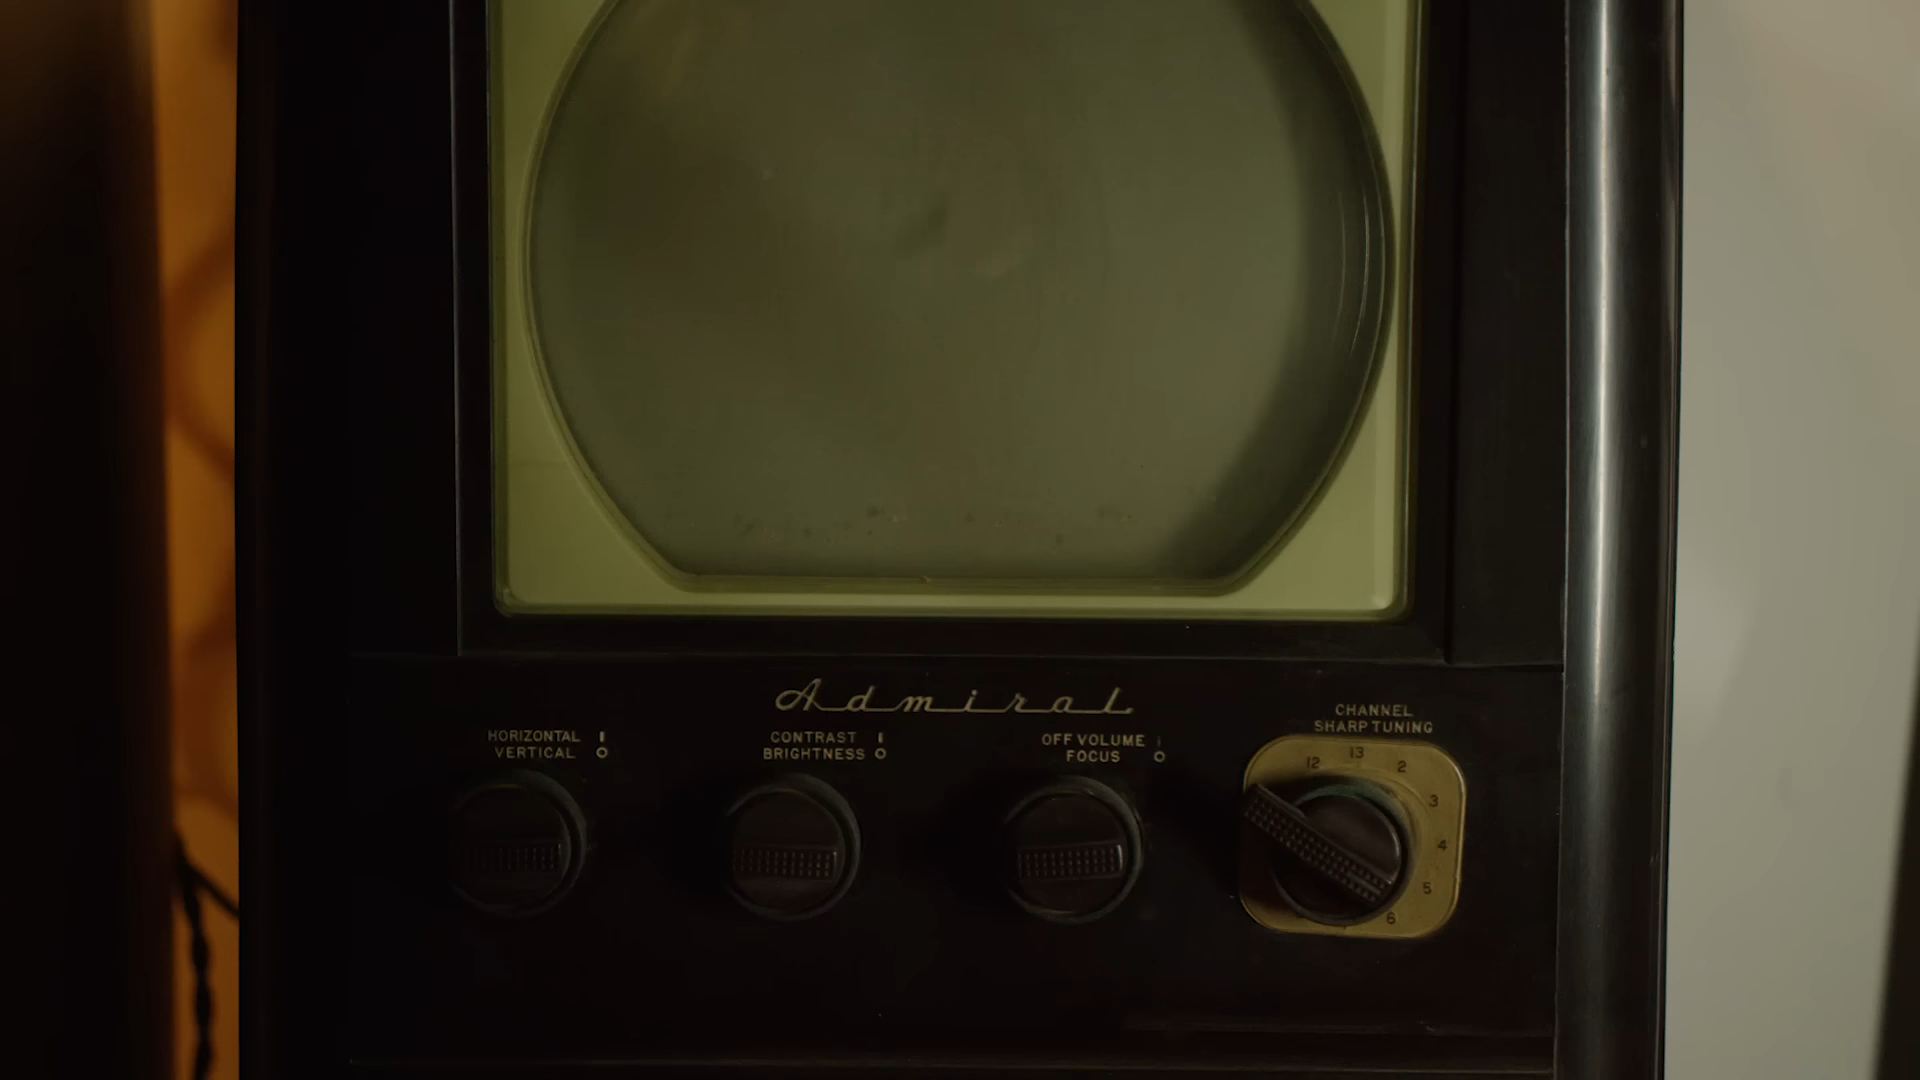 Admiral
HORIZONTAL
VERTICAL
CONTRAST
BRIGHTNESS
OFF VOLUME
FOCUS
CHANNEL
SHARP TUNING
12
13
2
3
4
5
6